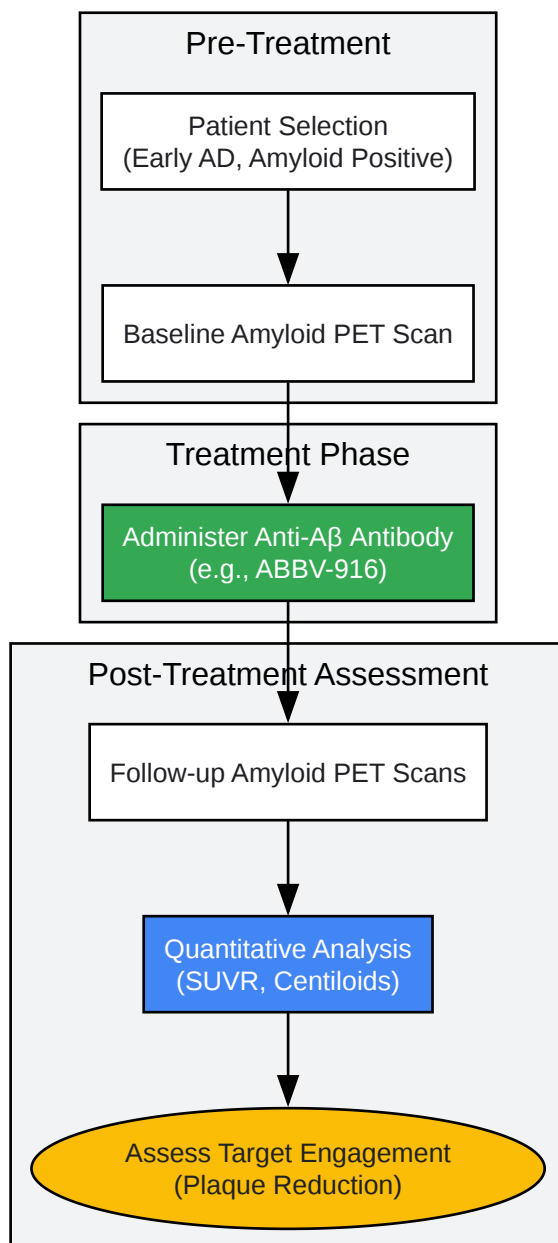 Pre-Treatment
Patient Selection
(Early AD, Amyloid Positive)
Baseline Amyloid PET Scan
Treatment Phase
Administer Anti-Aβ Antibody
(e.g., ABBV-916)
Post-Treatment Assessment
Follow-up Amyloid PET Scans
Quantitative Analysis
(SUVR, Centiloids)
Assess Target Engagement
(Plaque Reduction)